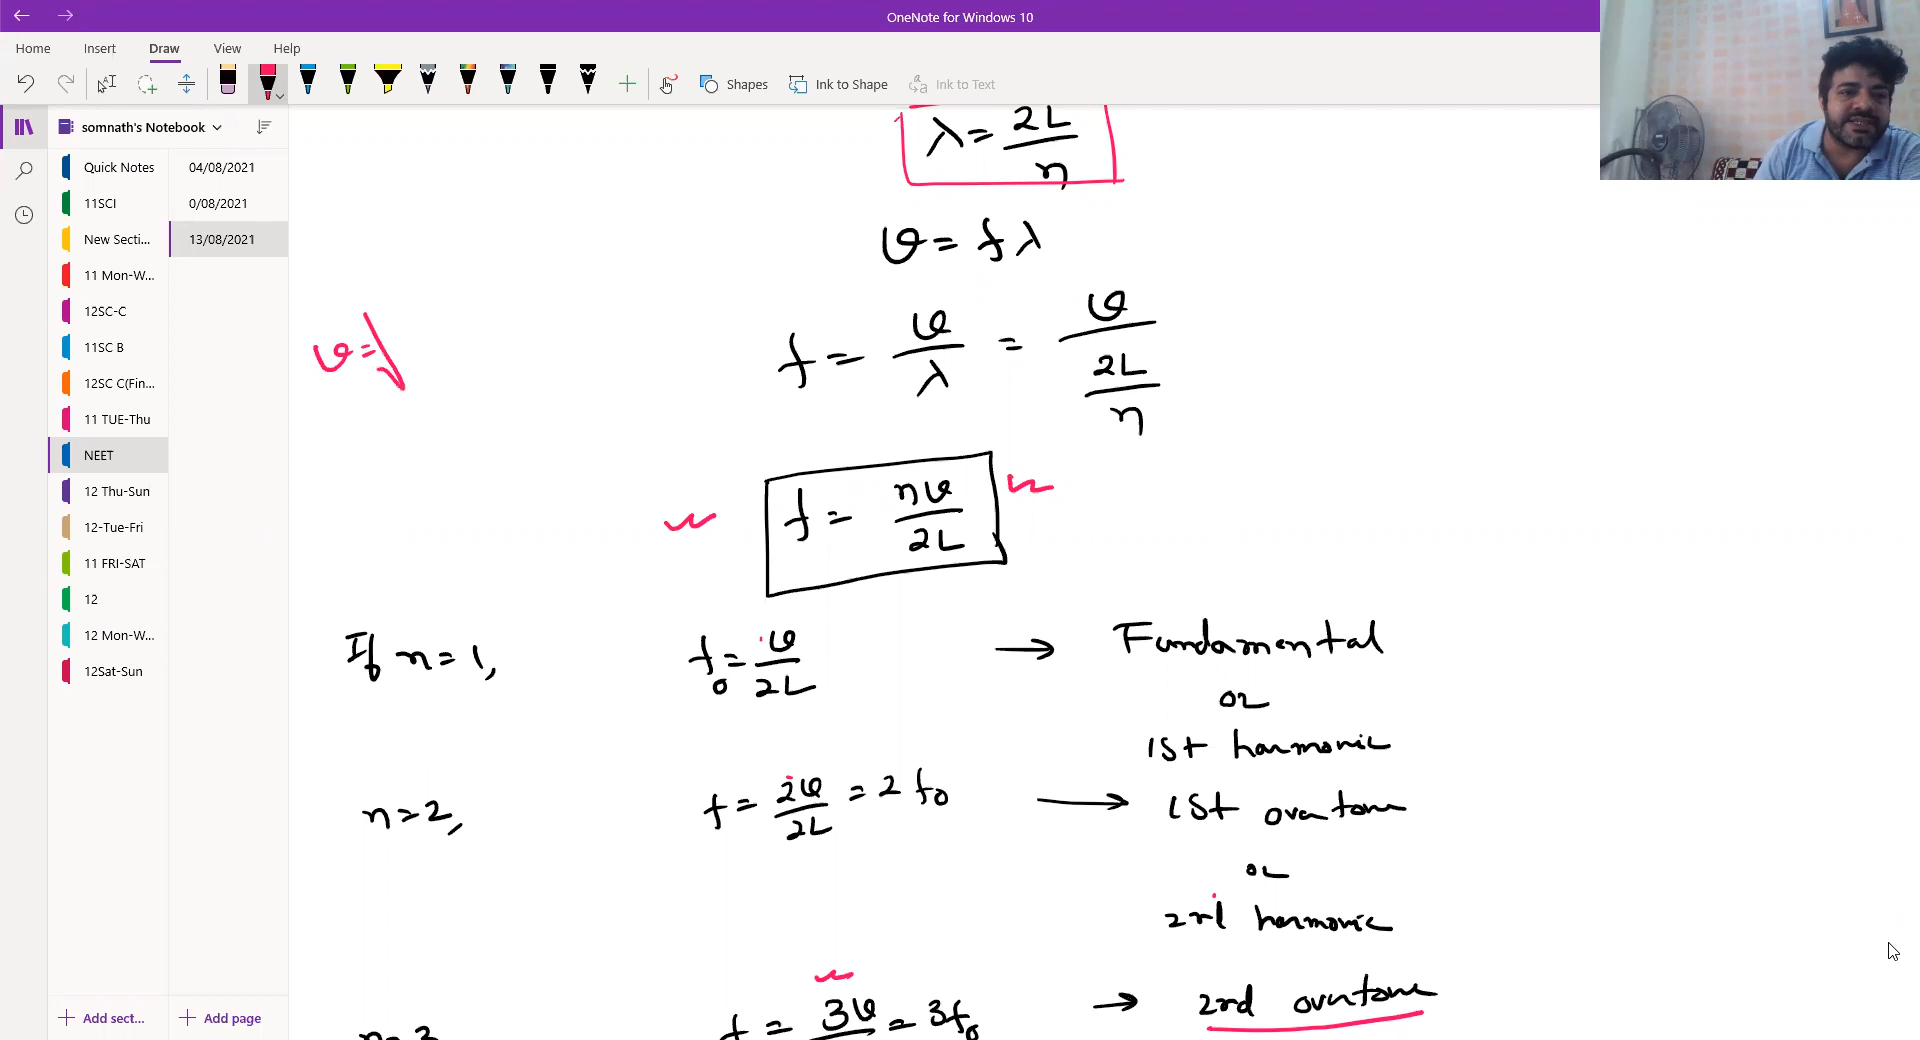 OneNote for Windows 10
Home Insert Draw View Help
Shapes Ink to Shape Ink to Text
somnath's Notebook
Quick Notes
11SCI
New Secti...
11 Mon-W...
12SC-C
11SC B
12SC C(Fin...
11 TUE-Thu
NEET
12 Thu-Sun
12-Tue-Fri
11 FRI-SAT
12
12 Mon-W...
12Sat-Sun
Add sect...
04/08/2021
0/08/2021
13/08/2021
Add page
λ = 2L/n
v = fλ
v =
f = v/λ = v/(2L/n)
f = nv/2L
If n = 1, f₀ = v/2L → Fundamental
or
1st harmonic
n = 2, f = 2v/2L = 2 f₀ → 1st overtone
or
2nd harmonic
f = 3v = 3f₀ → 2rd overtone